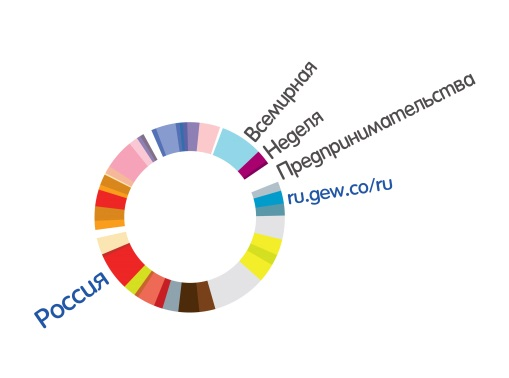 Всемирная
Неделя
Предпринимательства
ru.gew.co/ru
Россия